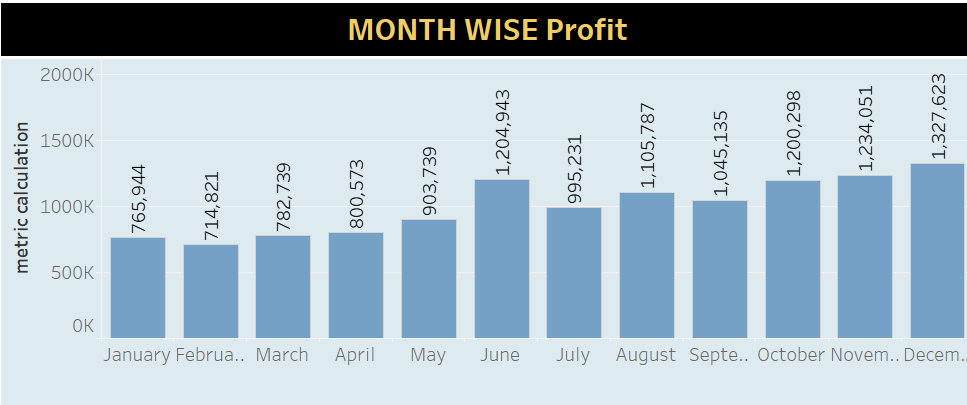 MONTH WISE Profit
metric calculation
2000K
1500K
1000K
500K
0K
765,944
714,821
782,739
800,573
903,739
1,204,943
995,231
1,105,787
1,045,135
1,200,298
1,234,051
1,327,623
January Februa.. March April May June July August Septe.. October Novem.. Decem..